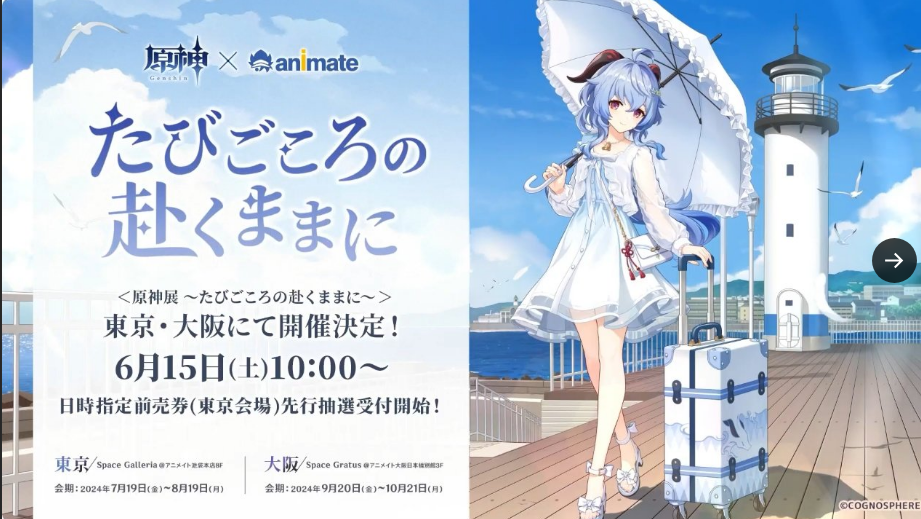 原神
Genshin
×
animate
たびごころの
赴くままに
＜原神展 ～たびごころの赴くままに～＞
東京・大阪にて開催決定！
6月15日(土)10:00～
日時指定前売券(東京会場)先行抽選受付開始！
東京/Space Galleria@アニメイト池袋本店8F
会期：2024年7月19日(金)～8月19日(月)
大阪/Space Gratus@アニメイト大阪日本橋別館3F
会期：2024年9月20日(金)～10月21日(月)
©COGNOSPHERE